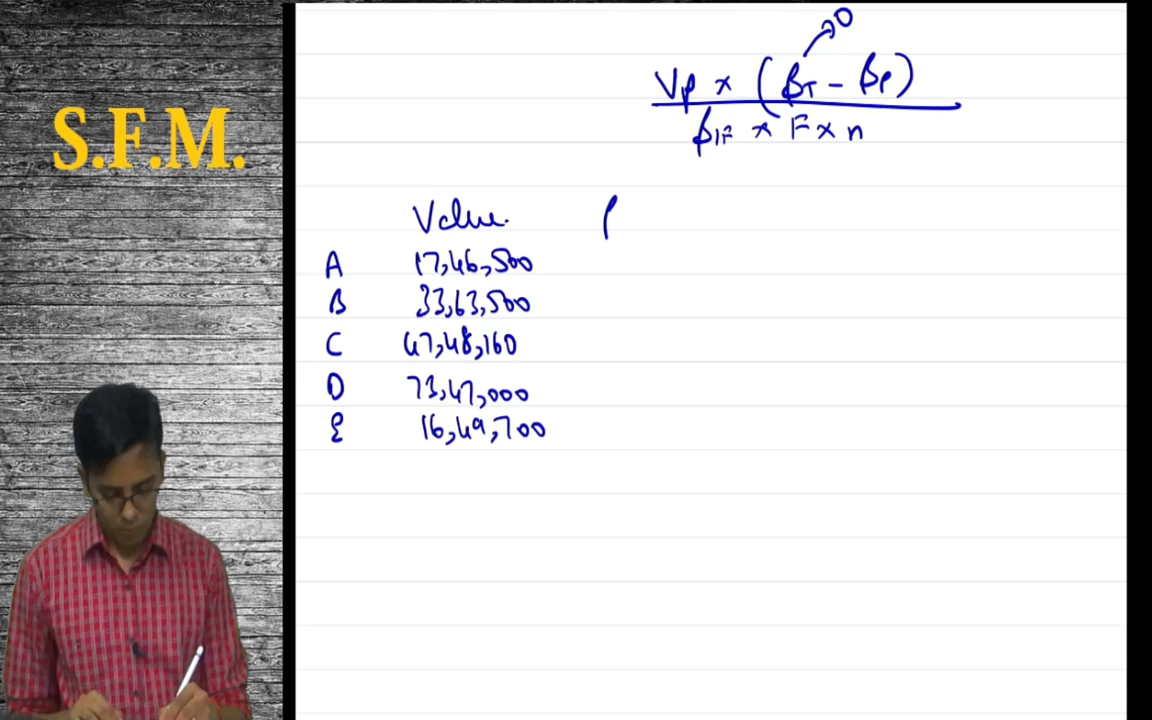 S.F.M.
Vp × (βT - βP) → 0
βIF × F × n
Value. β
A 17,46,500
B 33,63,500
C 47,48,160
D 73,47,000
E 16,49,700